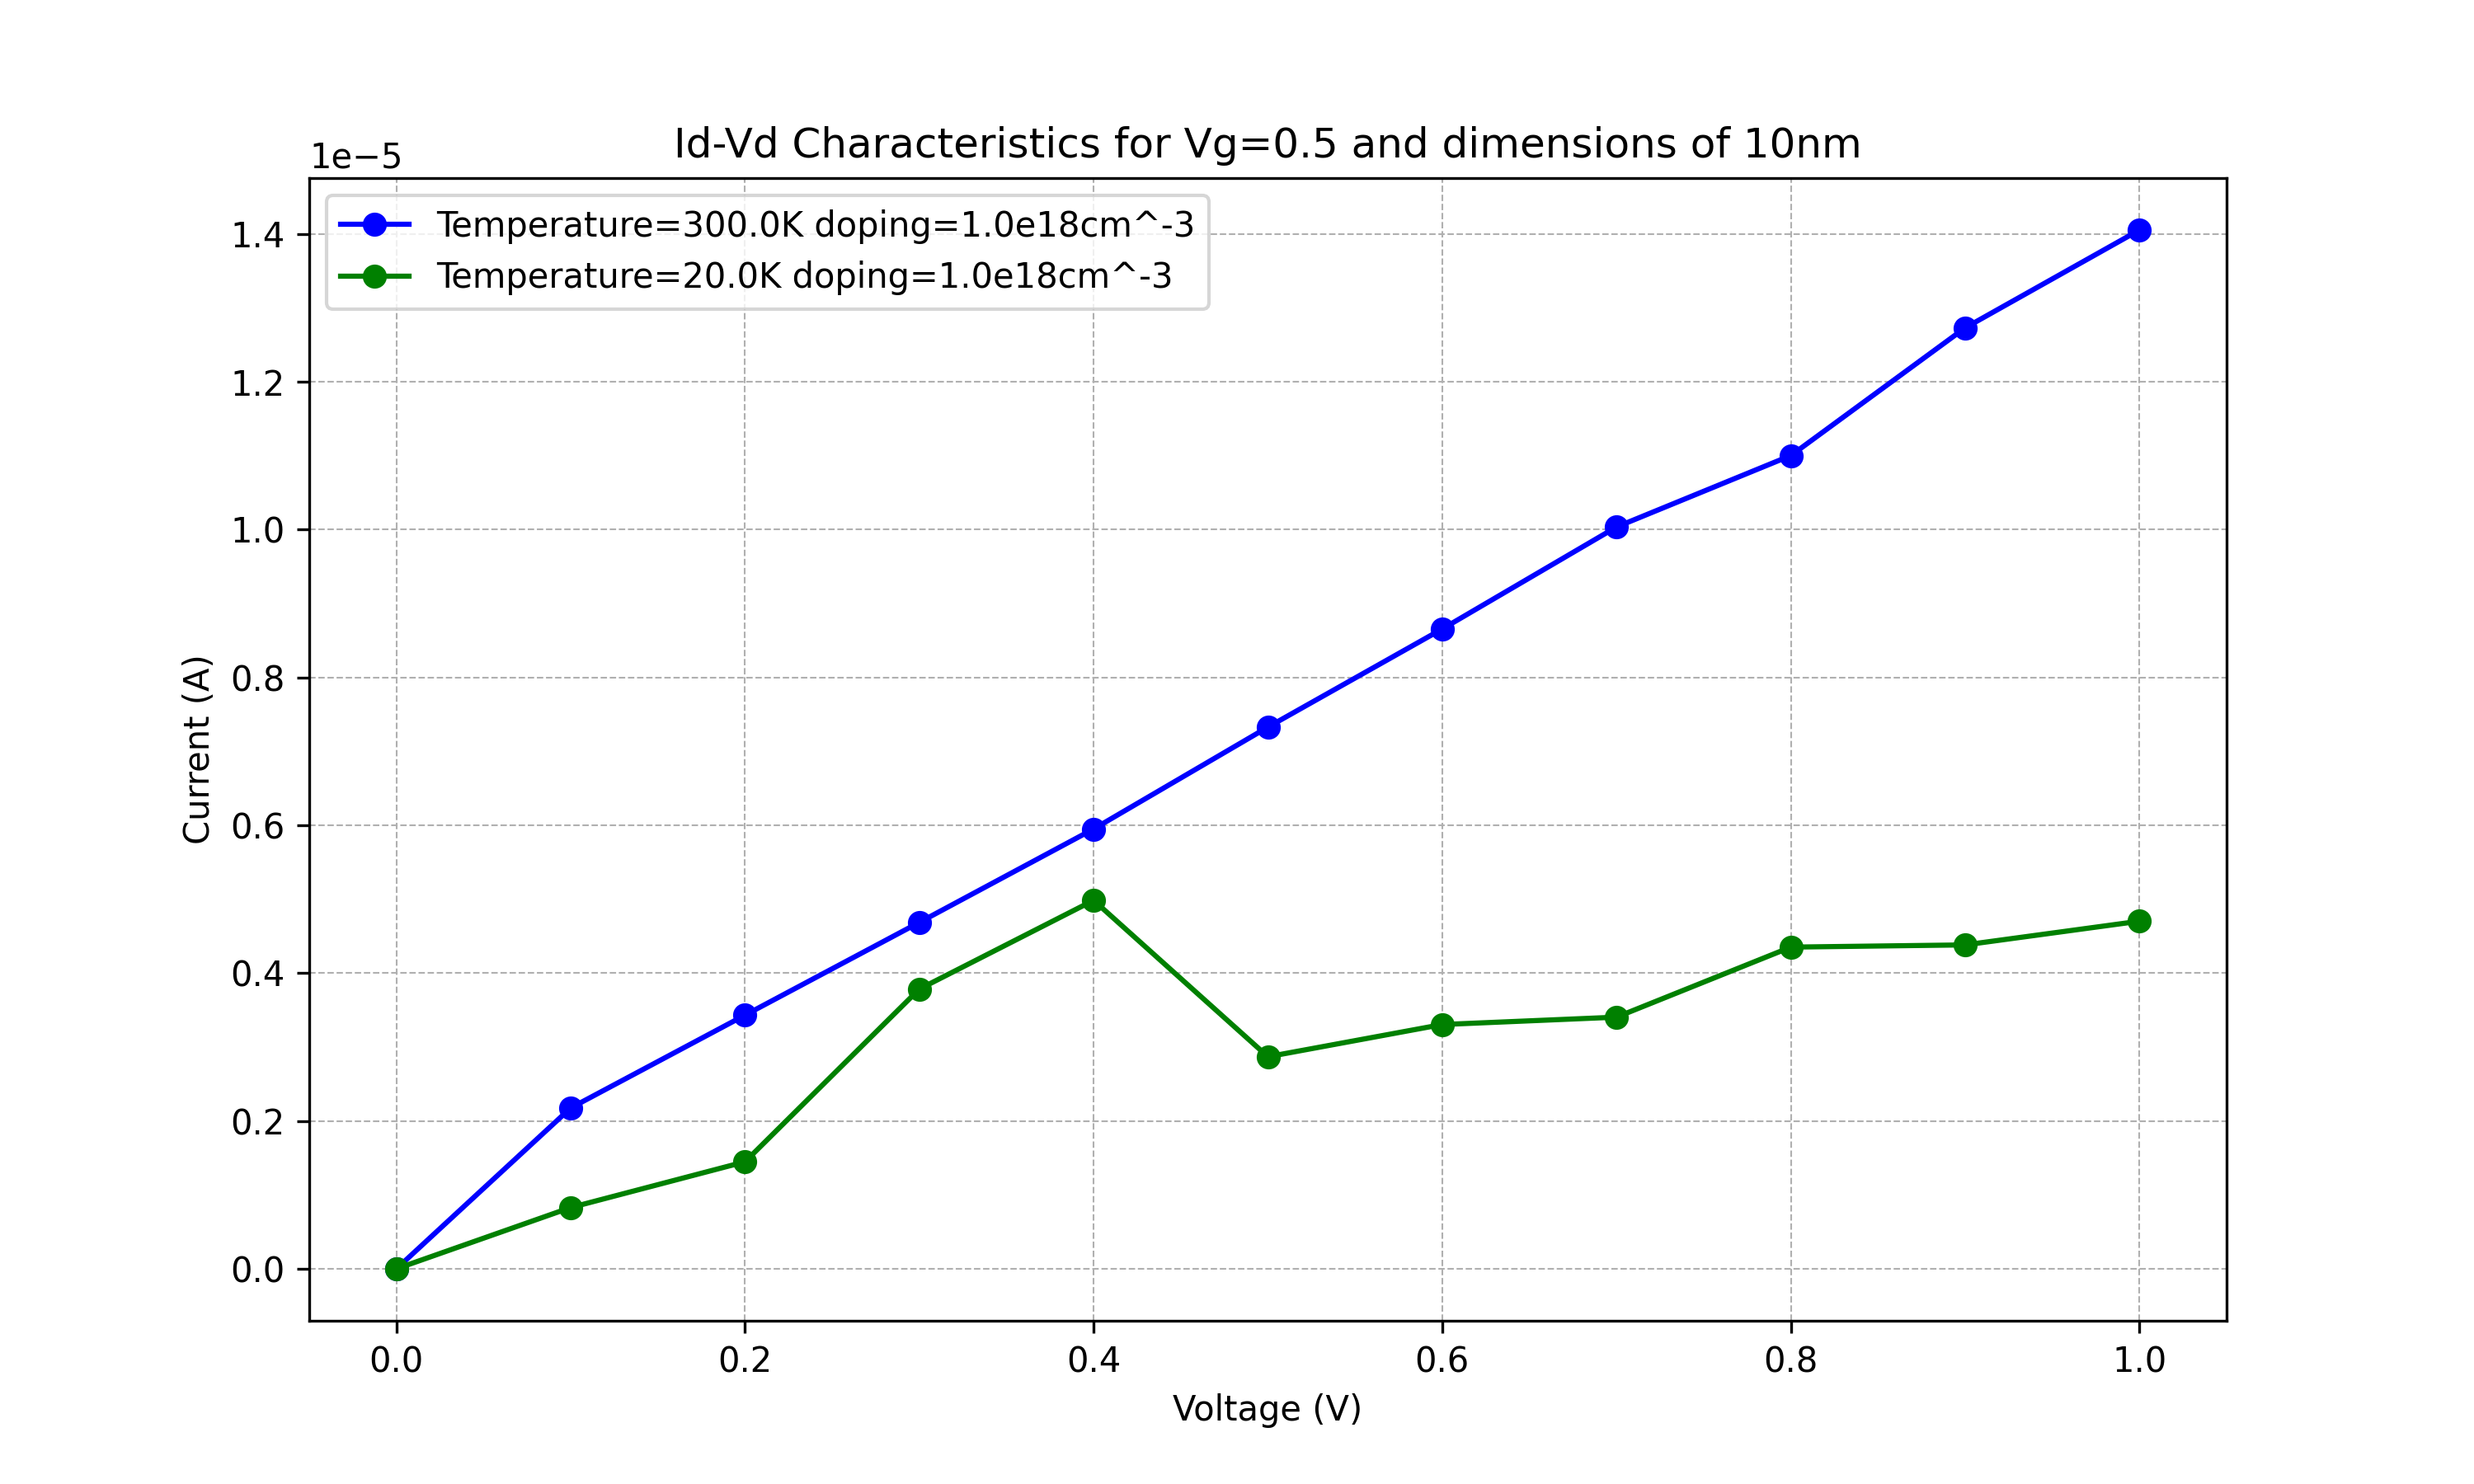 Id-Vd Characteristics for Vg=0.5 and dimensions of 10nm
1e−5
Temperature=300.0K doping=1.0e18cm^-3
Temperature=20.0K doping=1.0e18cm^-3
1.4
1.2
1.0
0.8
0.6
0.4
0.2
0.0
Current (A)
0.0 0.2 0.4 0.6 0.8 1.0
Voltage (V)